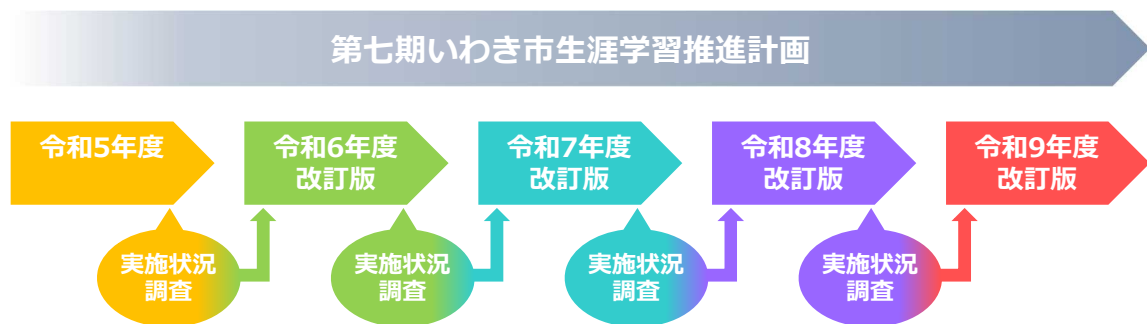 第七期いわき市生涯学習推進計画
令和5年度
令和6年度
改訂版
令和7年度
改訂版
令和8年度
改訂版
令和9年度
改訂版
実施状況
調査
実施状況
調査
実施状況
調査
実施状況
調査